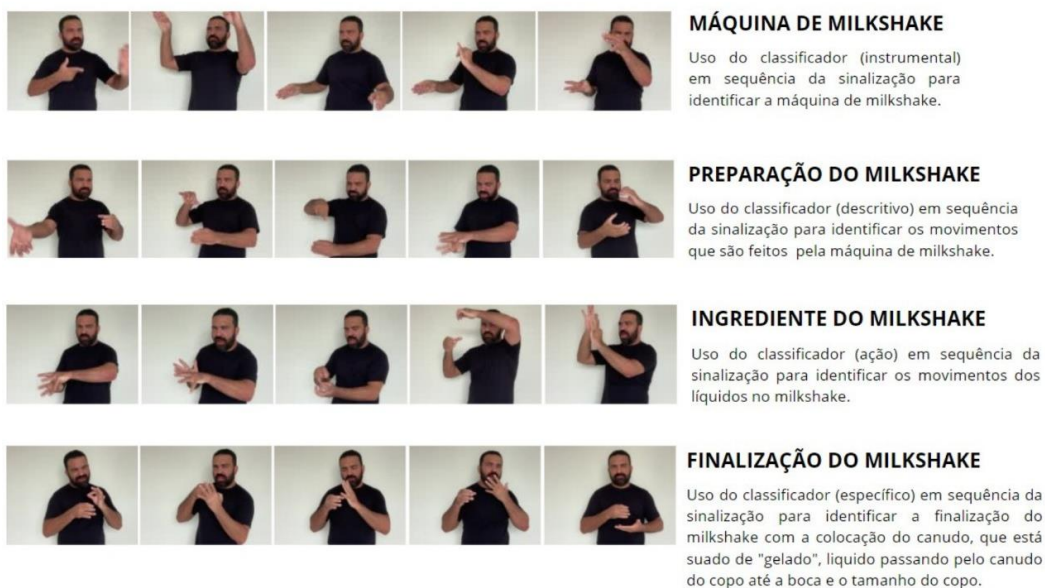 MÁQUINA DE MILKSHAKE
Uso do classificador (instrumental)
em sequência da sinalização para
identificar a máquina de milkshake.
PREPARAÇÃO DO MILKSHAKE
Uso do classificador (descritivo) em sequência
da sinalização para identificar os movimentos
que são feitos pela máquina de milkshake.
INGREDIENTE DO MILKSHAKE
Uso do classificador (ação) em sequência da
sinalização para identificar os movimentos dos
líquidos no milkshake.
FINALIZAÇÃO DO MILKSHAKE
Uso do classificador (específico) em sequência da
sinalização para identificar a finalização do
milkshake com a colocação do canudo, que está
suado de "gelado", liquido passando pelo canudo
do copo até a boca e o tamanho do copo.